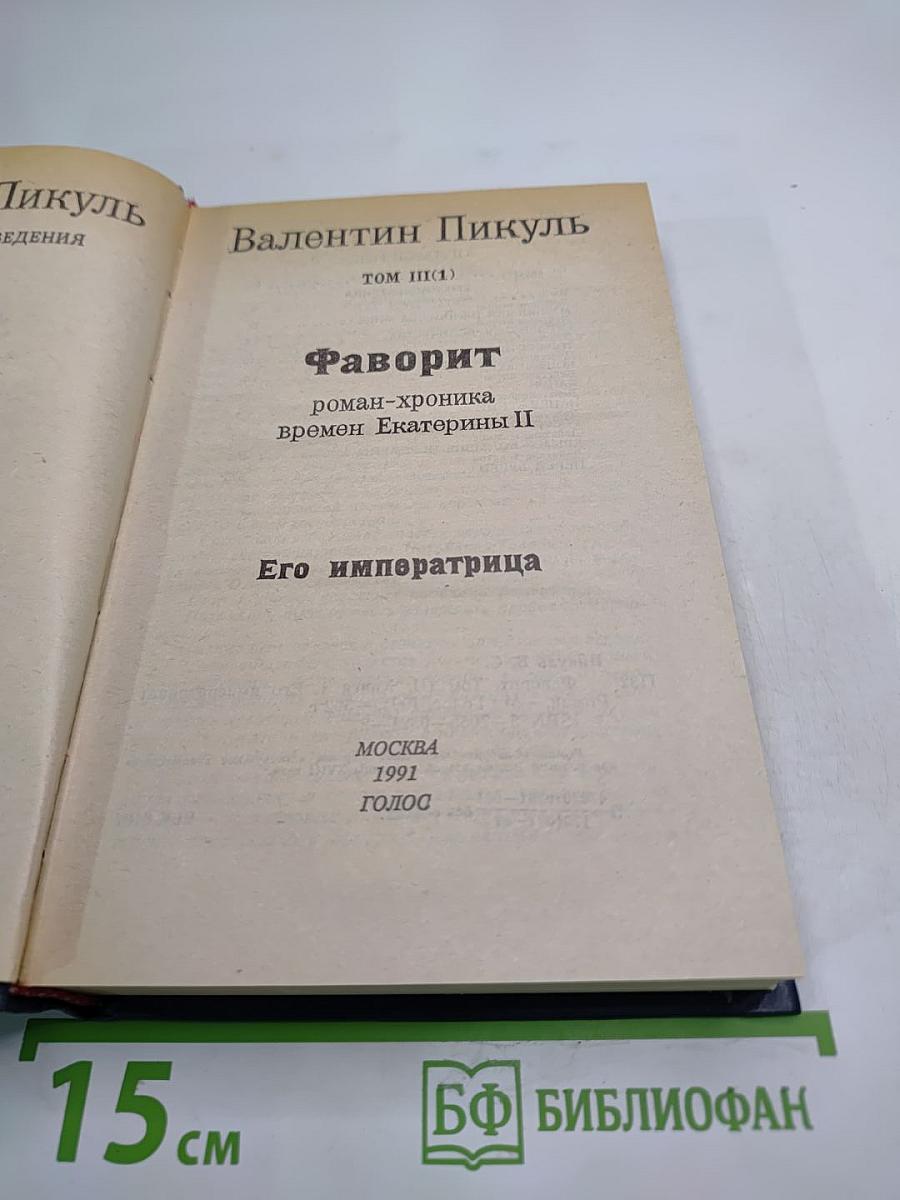 Пикуль
Валентин Пикуль
ТОМ III(1)
Фаворит
роман-хроника
времен Екатерины II
Его императрица
МОСКВА
1991
ГОЛОС
15 см
БФ БИБЛИОФАН